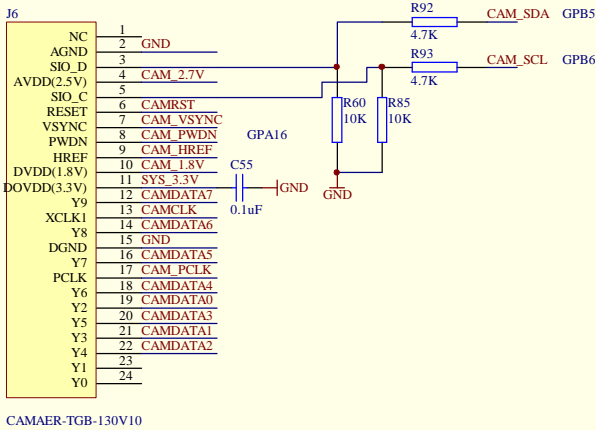 J6
R92
CAM_SDA GPB5
4.7K
R93
CAM_SCL GPB6
4.7K
R60
10K
R85
10K
GND
NC 1
AGND 2 GND
SIO_D 3
AVDD(2.5V) 4 CAM_2.7V
SIO_C 5
RESET 6 CAMRST
VSYNC 7 CAM_VSYNC
PWDN 8 CAM_PWDN GPA16
HREF 9 CAM_HREF
DVDD(1.8V) 10 CAM_1.8V
DOVDD(3.3V) 11 SYS_3.3V
C55
0.1uF
GND
Y9 12 CAMDATA7
XCLK1 13 CAMCLK
Y8 14 CAMDATA6
DGND 15 GND
Y7 16 CAMDATA5
PCLK 17 CAM_PCLK
Y6 18 CAMDATA4
Y2 19 CAMDATA0
Y5 20 CAMDATA3
Y3 21 CAMDATA1
Y4 22 CAMDATA2
Y1 23
Y0 24
CAMAER-TGB-130V10